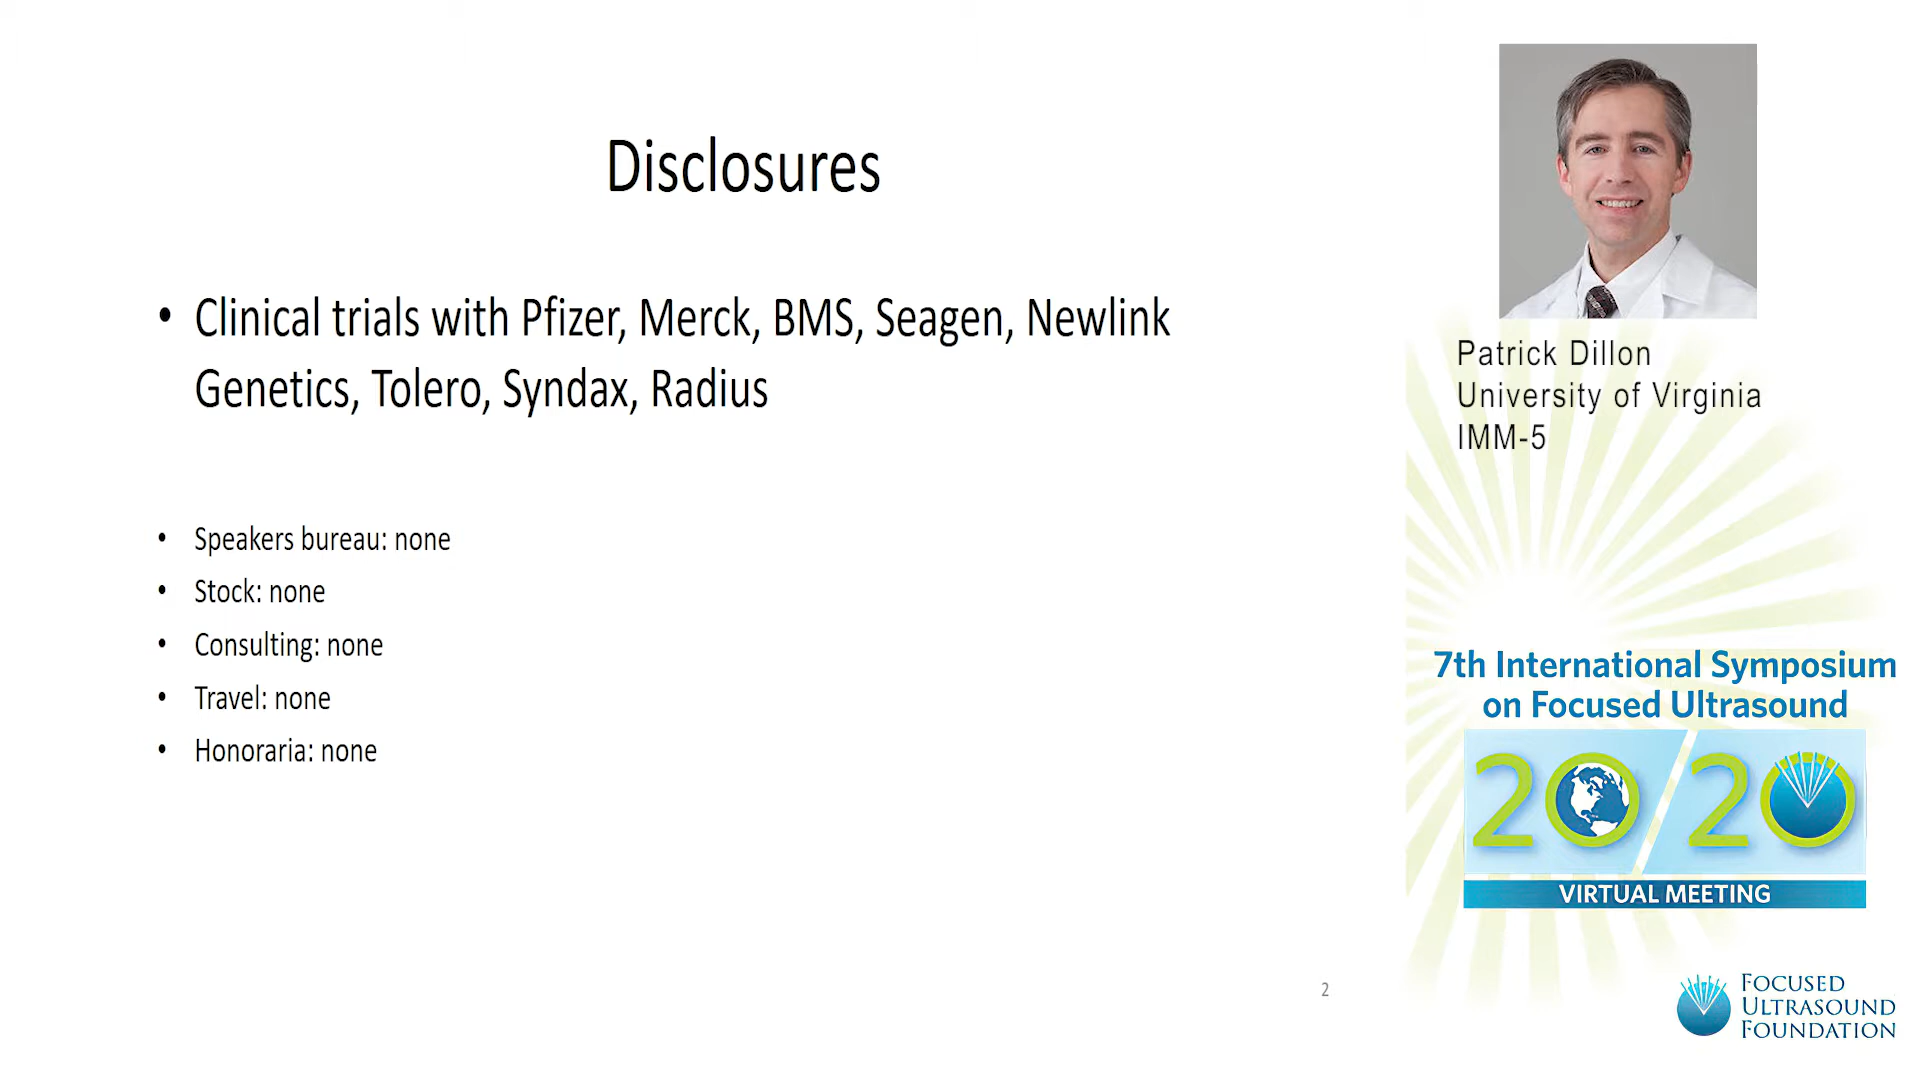 Disclosures
• Clinical trials with Pfizer, Merck, BMS, Seagen, Newlink
Genetics, Tolero, Syndax, Radius
• Speakers bureau: none
• Stock: none
• Consulting: none
• Travel: none
• Honoraria: none
2
Patrick Dillon
University of Virginia
IMM-5
7th International Symposium
on Focused Ultrasound
20/20
VIRTUAL MEETING
FOCUSED
ULTRASOUND
FOUNDATION